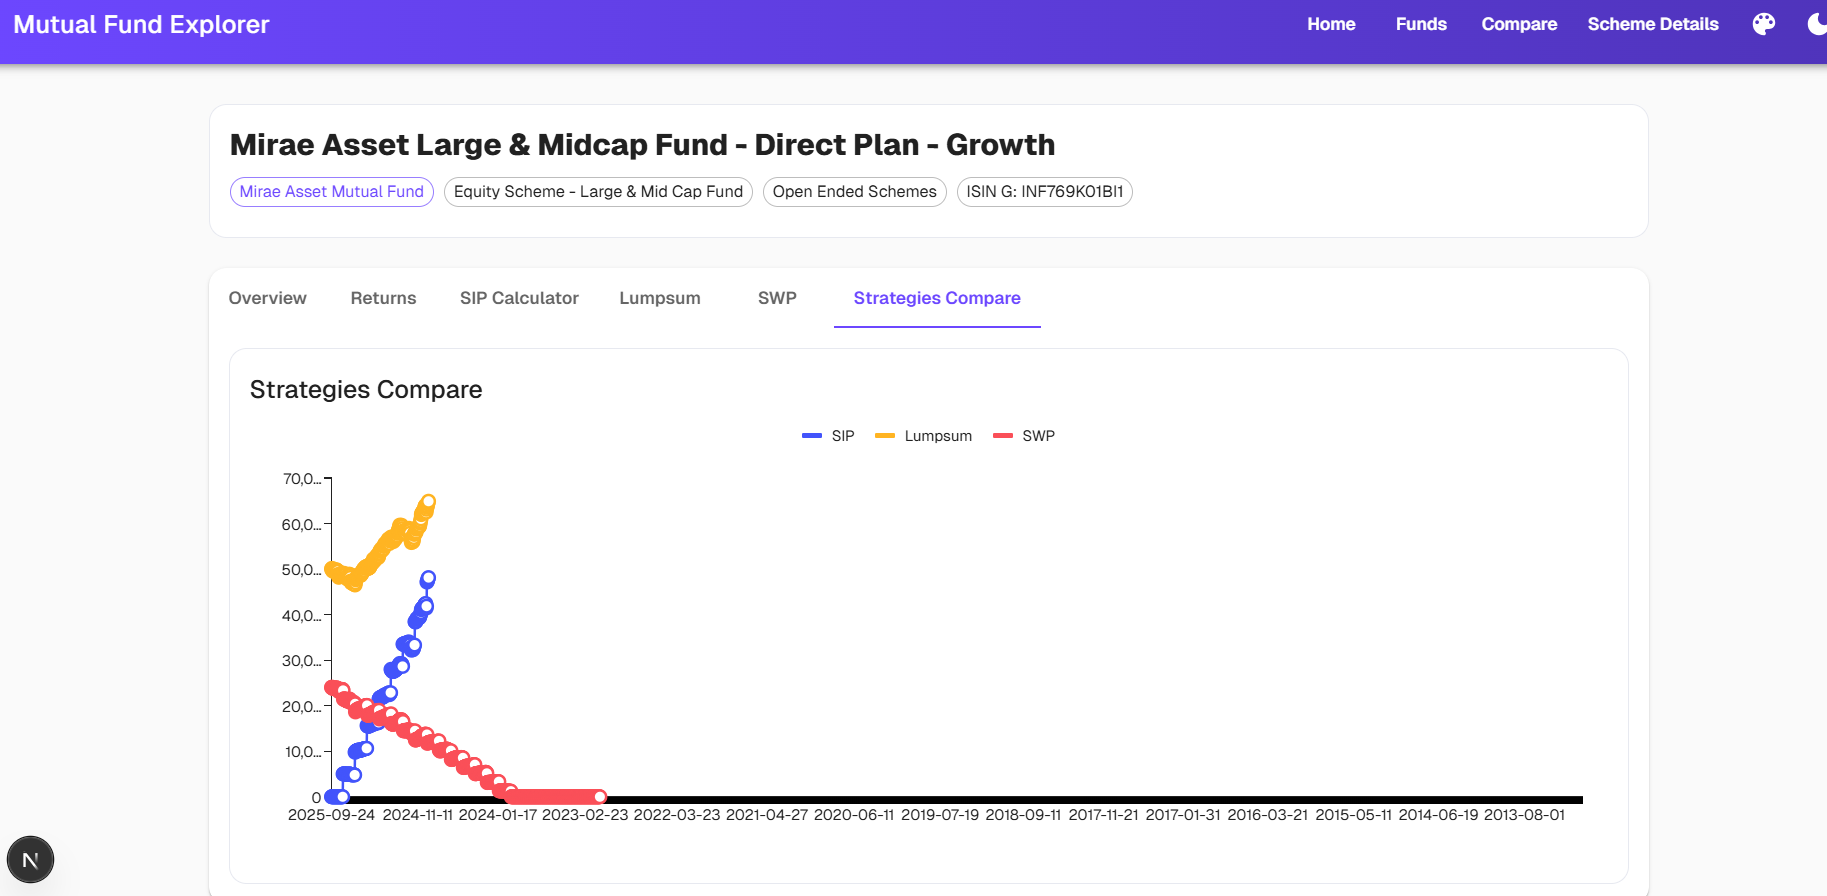 Mutual Fund Explorer
Home Funds Compare Scheme Details
Mirae Asset Large & Midcap Fund - Direct Plan - Growth
Mirae Asset Mutual Fund Equity Scheme - Large & Mid Cap Fund Open Ended Schemes ISIN G: INF769K01BI1
Overview Returns SIP Calculator Lumpsum SWP Strategies Compare
Strategies Compare
SIP Lumpsum SWP
70,0...
60,0...
50,0...
40,0...
30,0...
20,0...
10,0...
0
2025-09-24 2024-11-11 2024-01-17 2023-02-23 2022-03-23 2021-04-27 2020-06-11 2019-07-19 2018-09-11 2017-11-21 2017-01-31 2016-03-21 2015-05-11 2014-06-19 2013-08-01
N